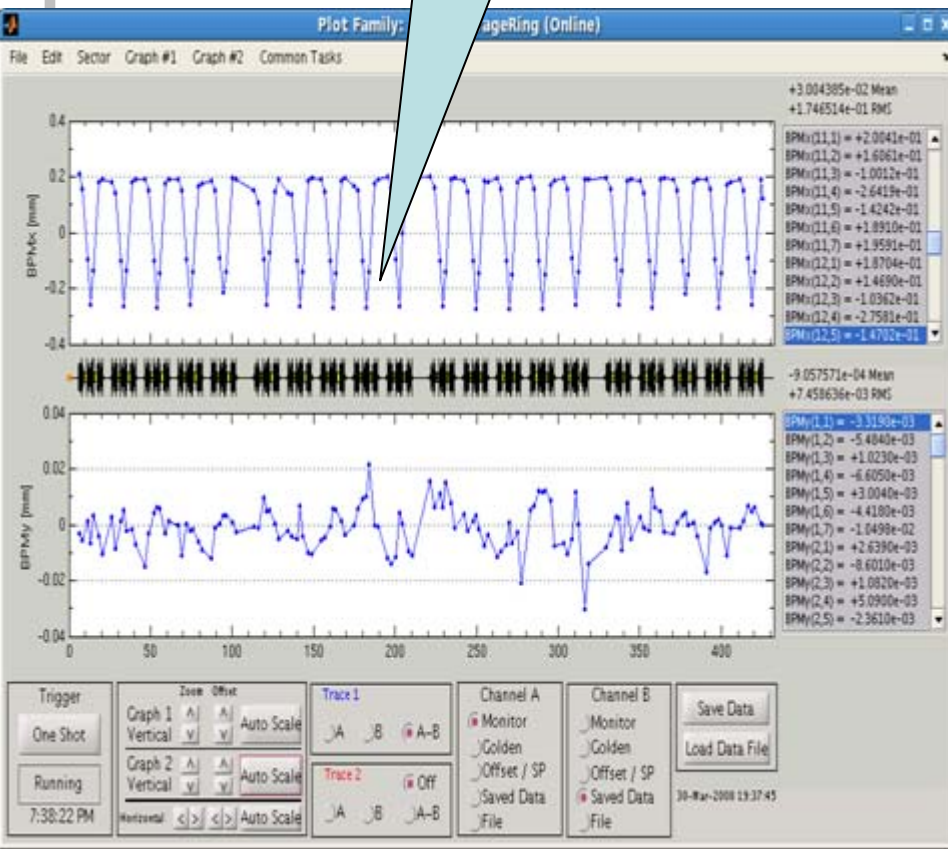 Plot Family: ageRing (Online)
File Edit Sector Graph #1 Graph #2 Common Tasks
+3.004385e-02 Mean
+1.746514e-01 RMS
BPMx [mm]
0.4
0.2
0
-0.2
-0.4
BPMx(11,1) = +2.0041e-01
BPMx(11,2) = +1.6061e-01
BPMx(11,3) = -1.0012e-01
BPMx(11,4) = -2.6419e-01
BPMx(11,5) = -1.4242e-01
BPMx(11,6) = +1.8910e-01
BPMx(11,7) = +1.9591e-01
BPMx(12,1) = +1.8704e-01
BPMx(12,2) = +1.4690e-01
BPMx(12,3) = -1.0362e-01
BPMx(12,4) = -2.7581e-01
BPMx(12,5) = -1.4702e-01
-9.057571e-04 Mean
+7.458636e-03 RMS
BPMy [mm]
0.04
0.02
0
-0.02
-0.04
0 50 100 150 200 250 300 350 400
BPMy(1,1) = -3.3190e-03
BPMy(1,2) = -5.4840e-03
BPMy(1,3) = +1.0230e-03
BPMy(1,4) = -6.6050e-03
BPMy(1,5) = +3.0040e-03
BPMy(1,6) = -4.4180e-03
BPMy(1,7) = -1.0498e-02
BPMy(2,1) = +2.6390e-03
BPMy(2,2) = -8.6010e-03
BPMy(2,3) = +1.0820e-03
BPMy(2,4) = +5.0900e-03
BPMy(2,5) = -2.3610e-03
Trigger
One Shot
Running
7:38:22 PM
Zoom Offset
Graph 1 Vertical ^ v ^ v Auto Scale
Graph 2 Vertical ^ v ^ v Auto Scale
Horizontal < > < > Auto Scale
Trace 1
A B A-B
Trace 2 Off
A B A-B
Channel A
Monitor
Golden
Offset / SP
Saved Data
File
Channel B
Monitor
Golden
Offset / SP
Saved Data
File
Save Data
Load Data File
30-Mar-2008 19:37:45